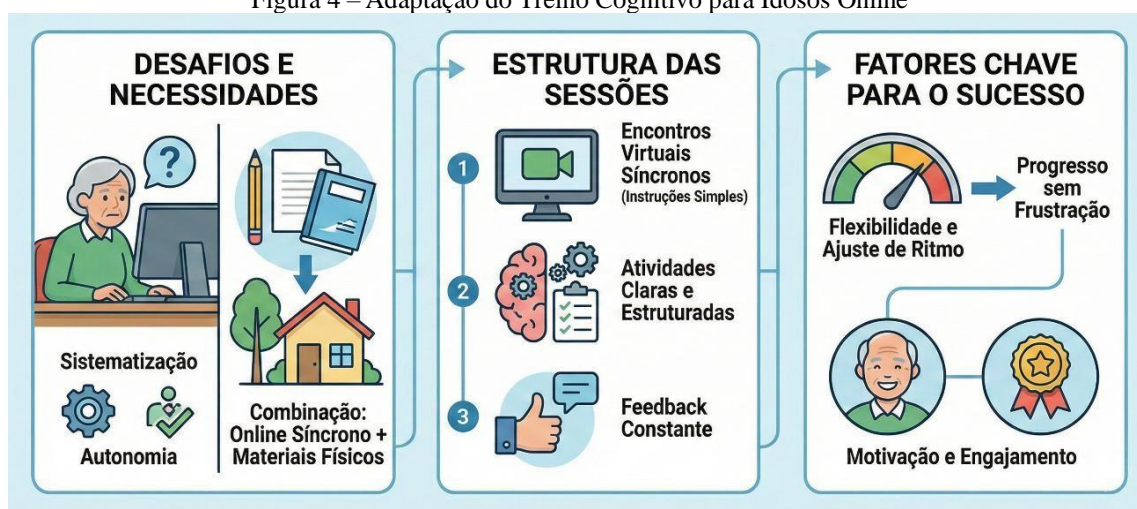 Figura 4 – Adaptação do Treino Cognitivo para Idosos Online
DESAFIOS E
NECESSIDADES
?
Sistematização
Autonomia
Combinação:
Online Síncrono +
Materiais Físicos
ESTRUTURA DAS
SESSÕES
1
Encontros
Virtuais
Síncronos
(Instruções Simples)
2
Atividades
Claras e
Estruturadas
3
Feedback
Constante
FATORES CHAVE
PARA O SUCESSO
Flexibilidade e
Ajuste de Ritmo
Progresso
sem
Frustração
Motivação e Engajamento